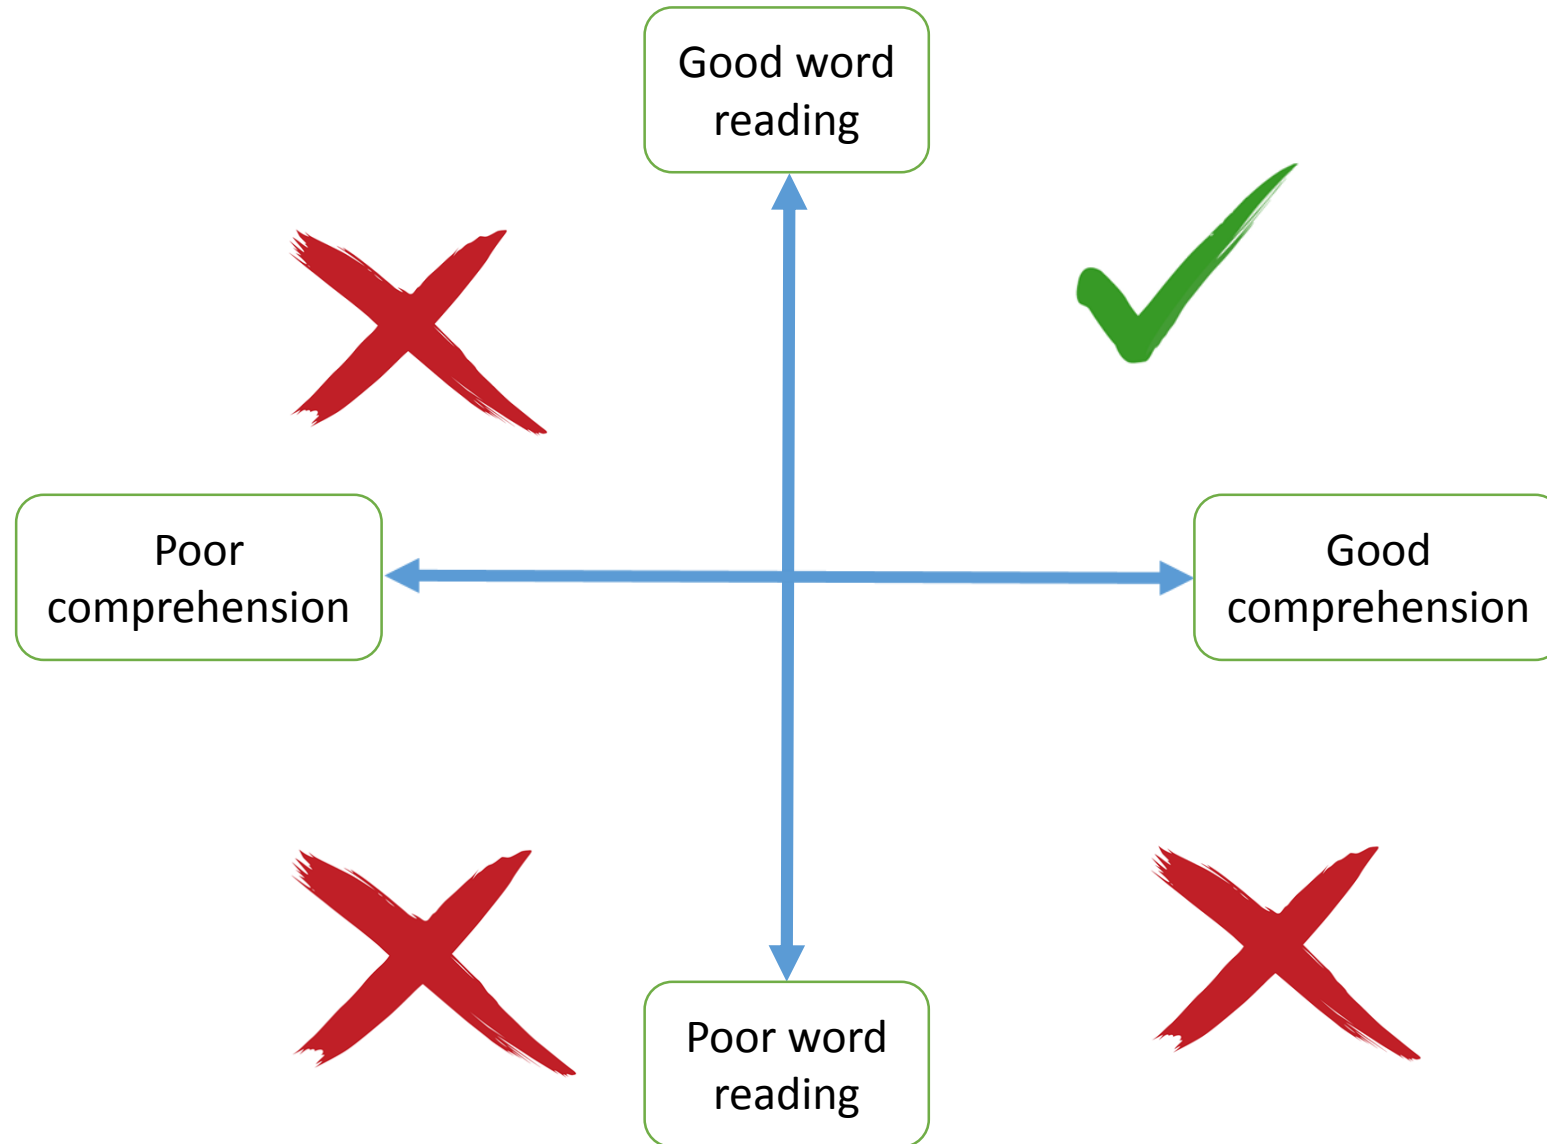 Good word
reading
Poor
comprehension
Good
comprehension
Poor word
reading